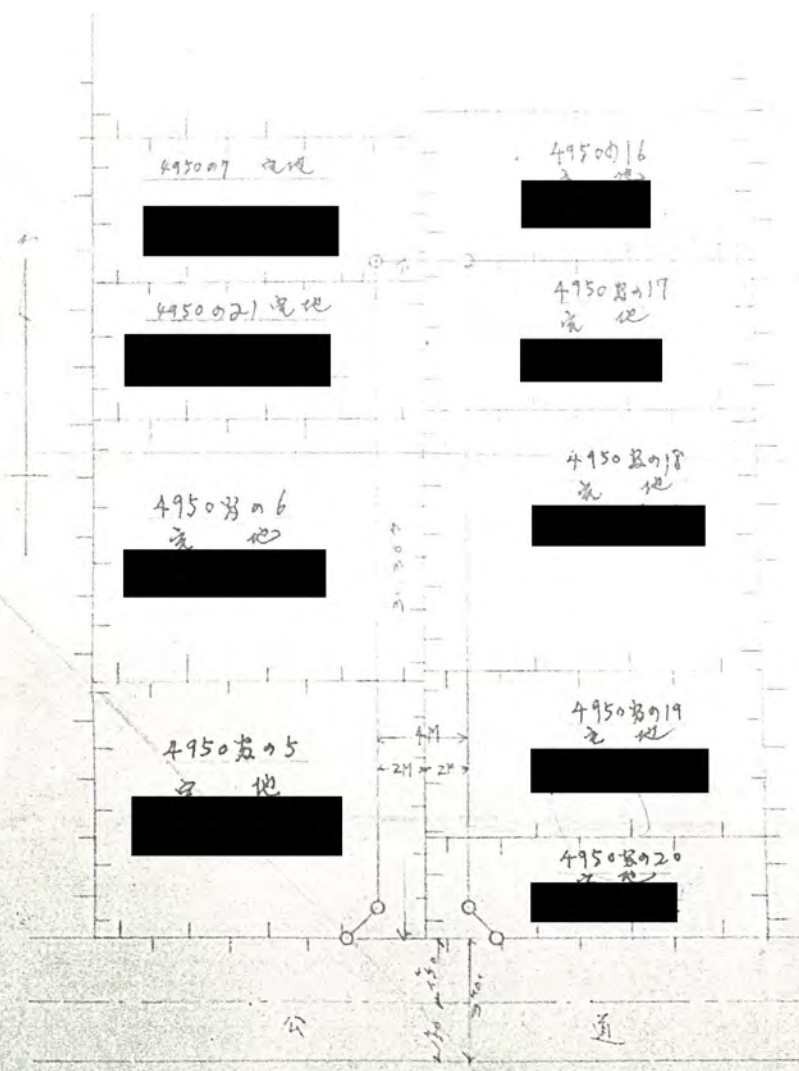 4950の7 宅地
4950の16
宅 地
4950の21 宅地
4950番の17
宅 地
4950番の18
宅 地
4950番の6
宅 地
4950番の19
宅 地
4M
2M 2M
4950番の5
宅 地
4950番の20
宅 地
公 道